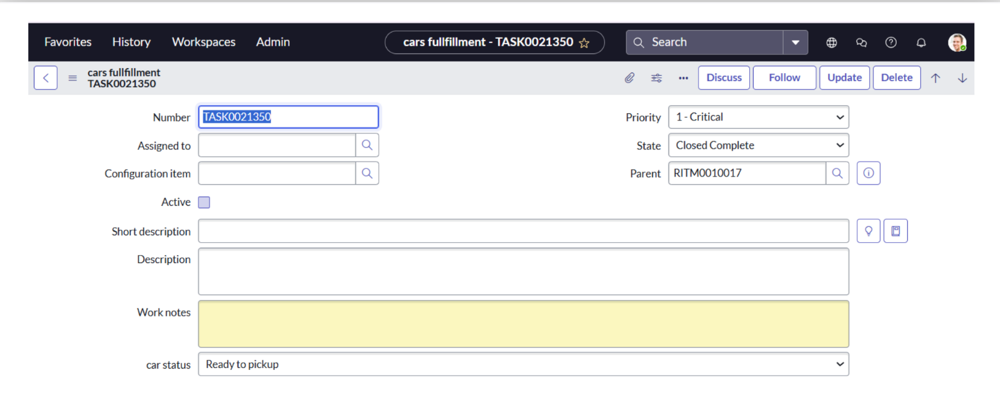 Favorites History Workspaces Admin cars fullfillment - TASK0021350 Search
cars fullfillment
TASK0021350
Discuss Follow Update Delete
Number TASK0021350 Priority 1 - Critical
Assigned to State Closed Complete
Configuration item Parent RITM0010017
Active
Short description
Description
Work notes
car status Ready to pickup